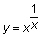 y = x^{1/x}